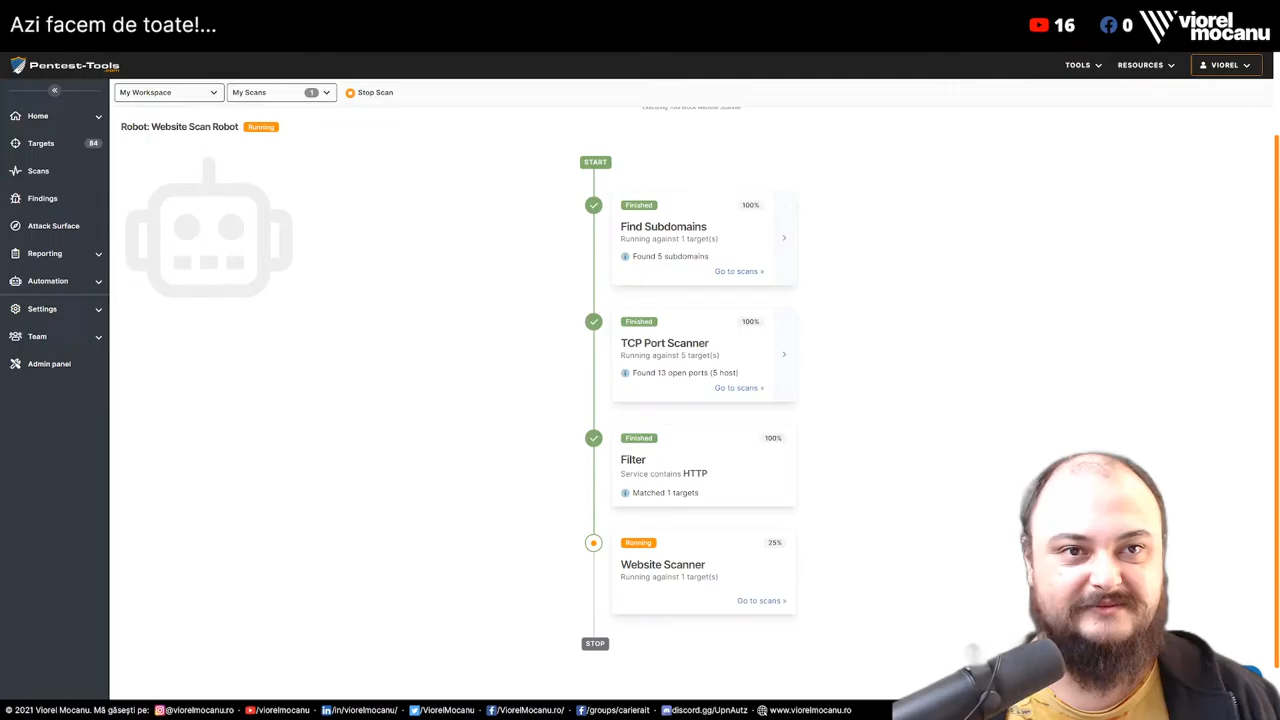 Azi facem de toate!...
16
0
viorel
mocanu
Pentest-Tools
.com
TOOLS
RESOURCES
VIOREL
«
My Workspace
My Scans
1
Stop Scan
Robot: Website Scan Robot
Running
Targets
84
Scans
Findings
Attack Surface
Reporting
Automation
Settings
Team
Admin panel
START
Finished
100%
Find Subdomains
Running against 1 target(s)
Found 5 subdomains
Go to scans »
Finished
100%
TCP Port Scanner
Running against 5 target(s)
Found 13 open ports (5 host)
Go to scans »
Finished
100%
Filter
Service contains HTTP
Matched 1 targets
Running
25%
Website Scanner
Running against 1 target(s)
Go to scans »
STOP
© 2021 Viorel Mocanu. Mă găsești pe: @viorelmocanu /viorelmocanu /in/viorelmocanu/ /ViorelMocanu /ViorelMocanu.ro/ /groups/carierait /discord.gg/UpnAutz www.viorelmocanu.ro